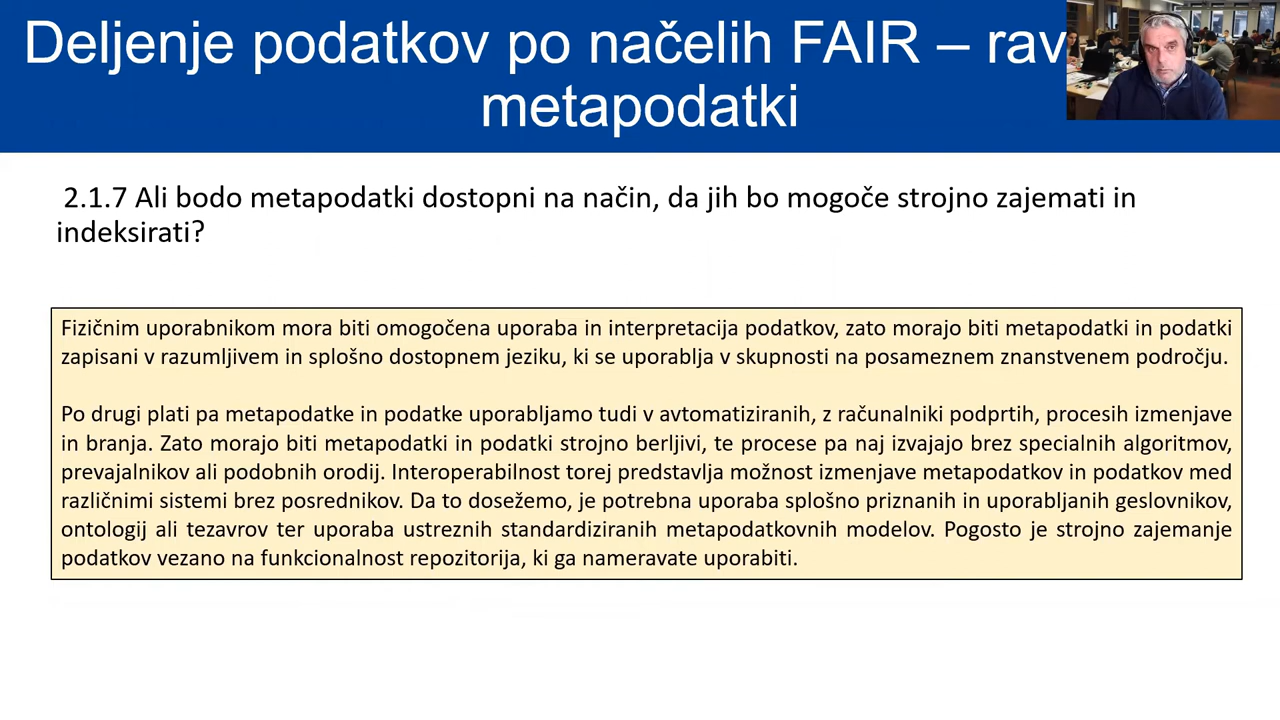 Deljenje podatkov po načelih FAIR –
metapodatki
2.1.7 Ali bodo metapodatki dostopni na način, da jih bo mogoče strojno zajemati in
indeksirati?
Fizičnim uporabnikom mora biti omogočena uporaba in interpretacija podatkov, zato morajo biti metapodatki in podatki
zapisani v razumljivem in splošno dostopnem jeziku, ki se uporablja v skupnosti na posameznem znanstvenem področju.
Po drugi plati pa metapodatke in podatke uporabljamo tudi v avtomatiziranih, z računalniki podprtih, procesih izmenjave
in branja. Zato morajo biti metapodatki in podatki strojno berljivi, te procese pa naj izvajajo brez specialnih algoritmov,
prevajalnikov ali podobnih orodij. Interoperabilnost torej predstavlja možnost izmenjave metapodatkov in podatkov med
različnimi sistemi brez posrednikov. Da to dosežemo, je potrebna uporaba splošno priznanih in uporabljanih geslovnikov,
ontologij ali tezavrov ter uporaba ustreznih standardiziranih metapodatkovnih modelov. Pogosto je strojno zajemanje
podatkov vezano na funkcionalnost repozitorija, ki ga nameravate uporabiti.